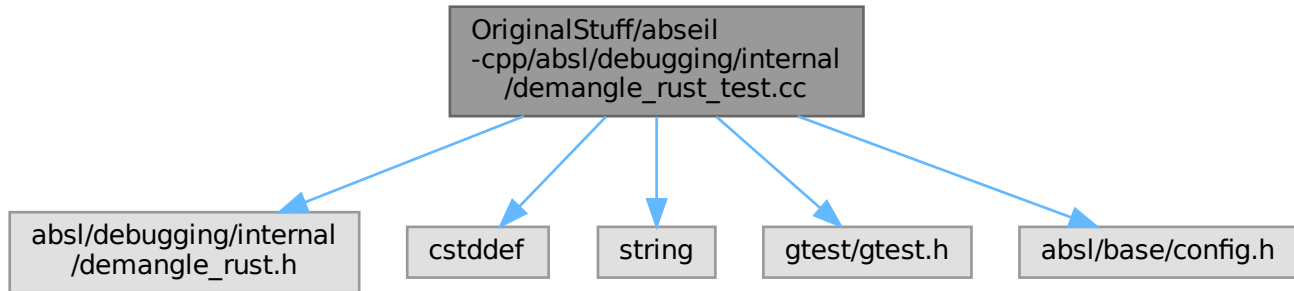 OriginalStuff/abseil
-cpp/absl/debugging/internal
/demangle_rust_test.cc
absl/debugging/internal
/demangle_rust.h
cstddef
string
gtest/gtest.h
absl/base/config.h